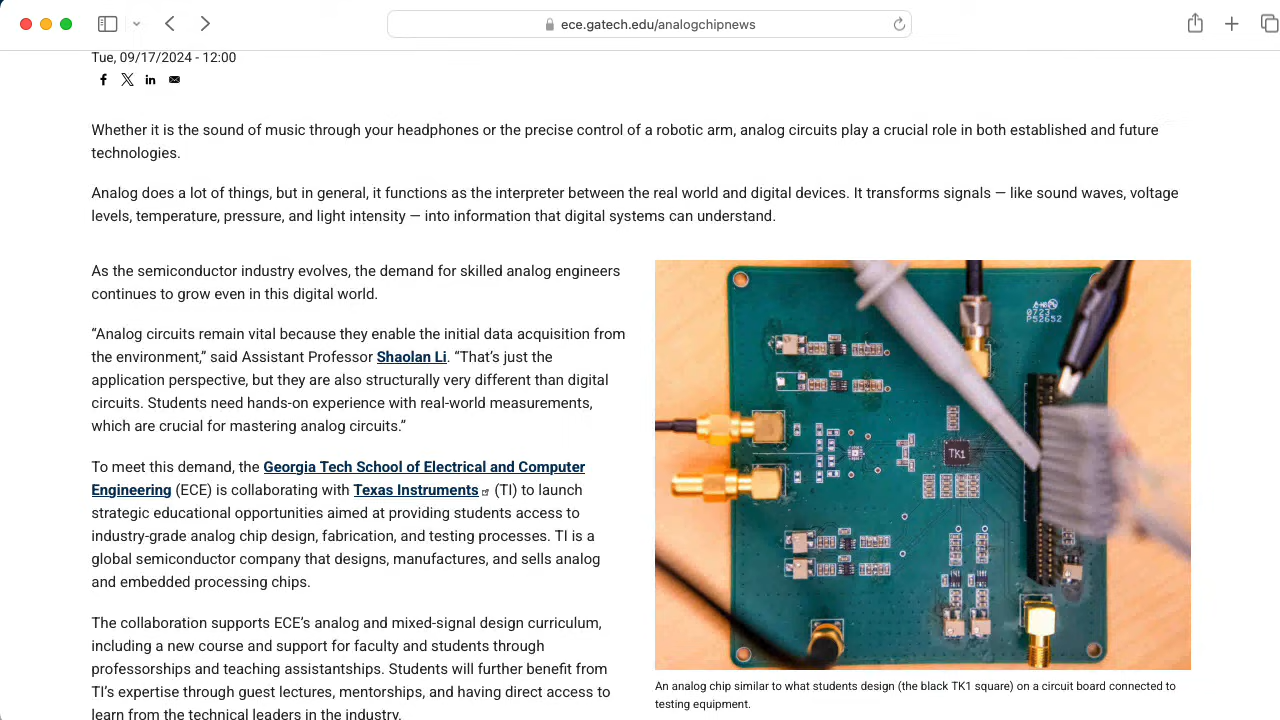 ece.gatech.edu/analogchipnews
Tue, 09/17/2024 - 12:00
Whether it is the sound of music through your headphones or the precise control of a robotic arm, analog circuits play a crucial role in both established and future
technologies.
Analog does a lot of things, but in general, it functions as the interpreter between the real world and digital devices. It transforms signals — like sound waves, voltage
levels, temperature, pressure, and light intensity — into information that digital systems can understand.
As the semiconductor industry evolves, the demand for skilled analog engineers
continues to grow even in this digital world.
“Analog circuits remain vital because they enable the initial data acquisition from
the environment,” said Assistant Professor Shaolan Li. “That’s just the
application perspective, but they are also structurally very different than digital
circuits. Students need hands-on experience with real-world measurements,
which are crucial for mastering analog circuits.”
To meet this demand, the Georgia Tech School of Electrical and Computer
Engineering (ECE) is collaborating with Texas Instruments (TI) to launch
strategic educational opportunities aimed at providing students access to
industry-grade analog chip design, fabrication, and testing processes. TI is a
global semiconductor company that designs, manufactures, and sells analog
and embedded processing chips.
The collaboration supports ECE’s analog and mixed-signal design curriculum,
including a new course and support for faculty and students through
professorships and teaching assistantships. Students will further benefit from
TI’s expertise through guest lectures, mentorships, and having direct access to
learn from the technical leaders in the industry.
0723
P52652
TK1
An analog chip similar to what students design (the black TK1 square) on a circuit board connected to
testing equipment.